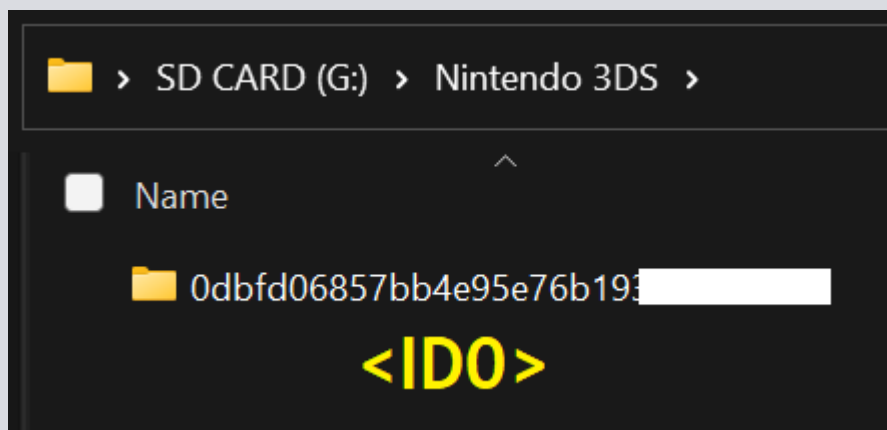 SD CARD (G:) > Nintendo 3DS >
Name
0dbfd06857bb4e95e76b193
<ID0>